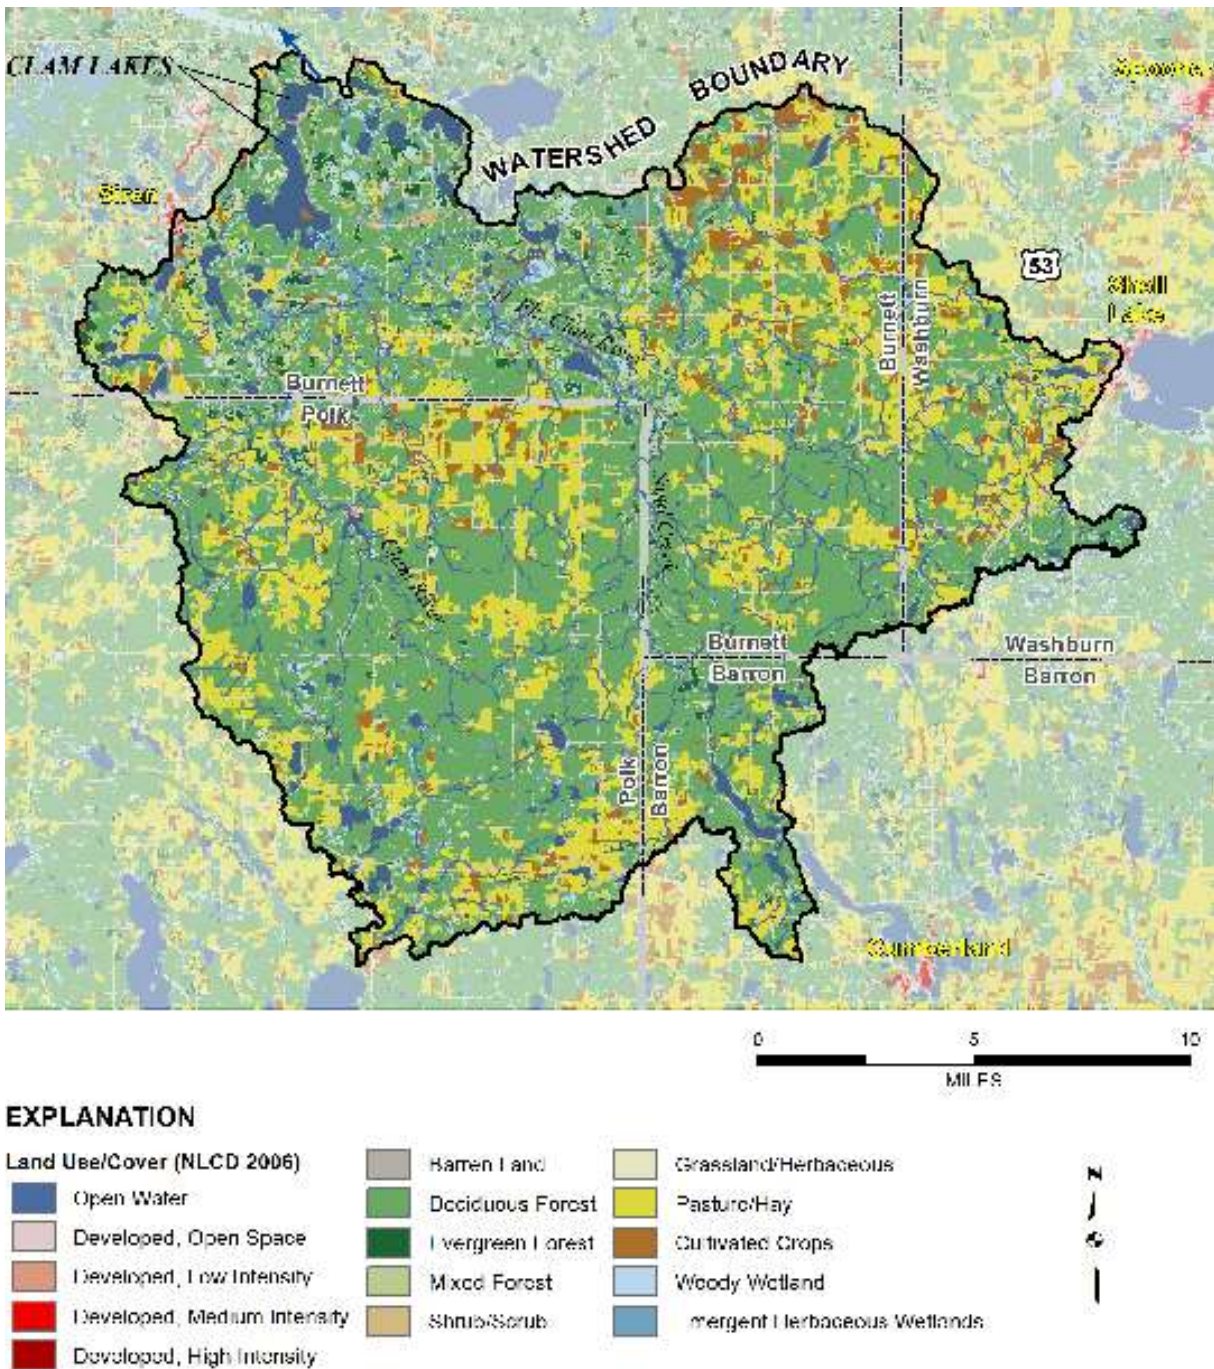 CLAM LAKES
WATERSHED
BOUNDARY
Siren
53
Shell
Lake
N. Fk. Clam River
Burnett
Washburn
Burnett
Polk
Clam River
Burnett
Barron
Washburn
Barron
Polk
Barron
Cumberland
0 5 10
MILES
EXPLANATION
Land Use/Cover (NLCD 2006)
Open Water
Developed, Open Space
Developed, Low Intensity
Developed, Medium Intensity
Developed, High Intensity
Barren Land
Deciduous Forest
Evergreen Forest
Mixed Forest
Shrub/Scrub
Grassland/Herbaceous
Pasture/Hay
Cultivated Crops
Woody Wetland
Emergent Herbaceous Wetlands
N